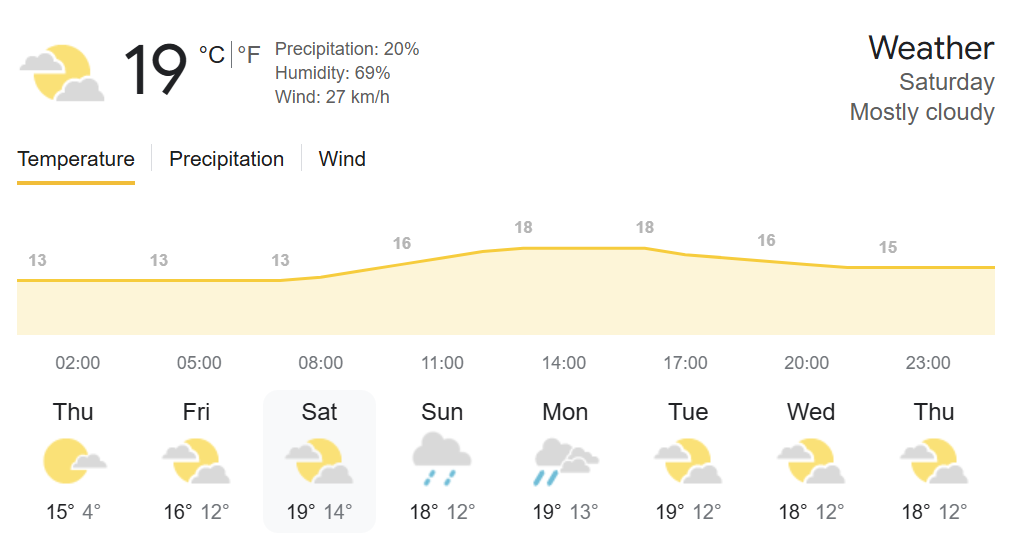 19 °C °F
Precipitation: 20%
Humidity: 69%
Wind: 27 km/h
Weather
Saturday
Mostly cloudy
Temperature Precipitation Wind
13 13 13 16 18 18 16 15
02:00 05:00 08:00 11:00 14:00 17:00 20:00 23:00
Thu Fri Sat Sun Mon Tue Wed Thu
15° 4° 16° 12° 19° 14° 18° 12° 19° 13° 19° 12° 18° 12° 18° 12°